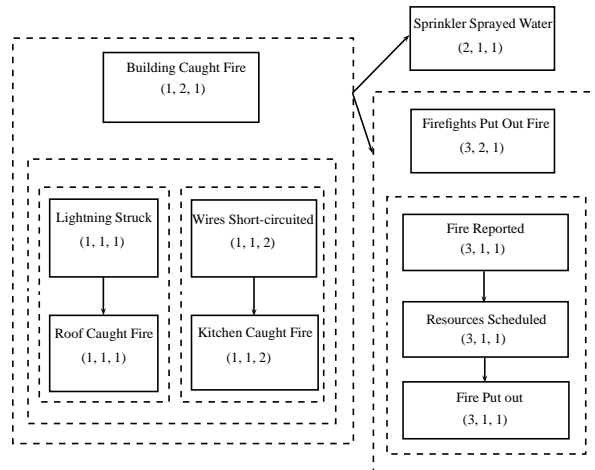 Sprinkler Sprayed Water
(2, 1, 1)
Building Caught Fire
(1, 2, 1)
Firefights Put Out Fire
(3, 2, 1)
Lightning Struck
(1, 1, 1)
Wires Short-circuited
(1, 1, 2)
Roof Caught Fire
(1, 1, 1)
Kitchen Caught Fire
(1, 1, 2)
Fire Reported
(3, 1, 1)
Resources Scheduled
(3, 1, 1)
Fire Put out
(3, 1, 1)